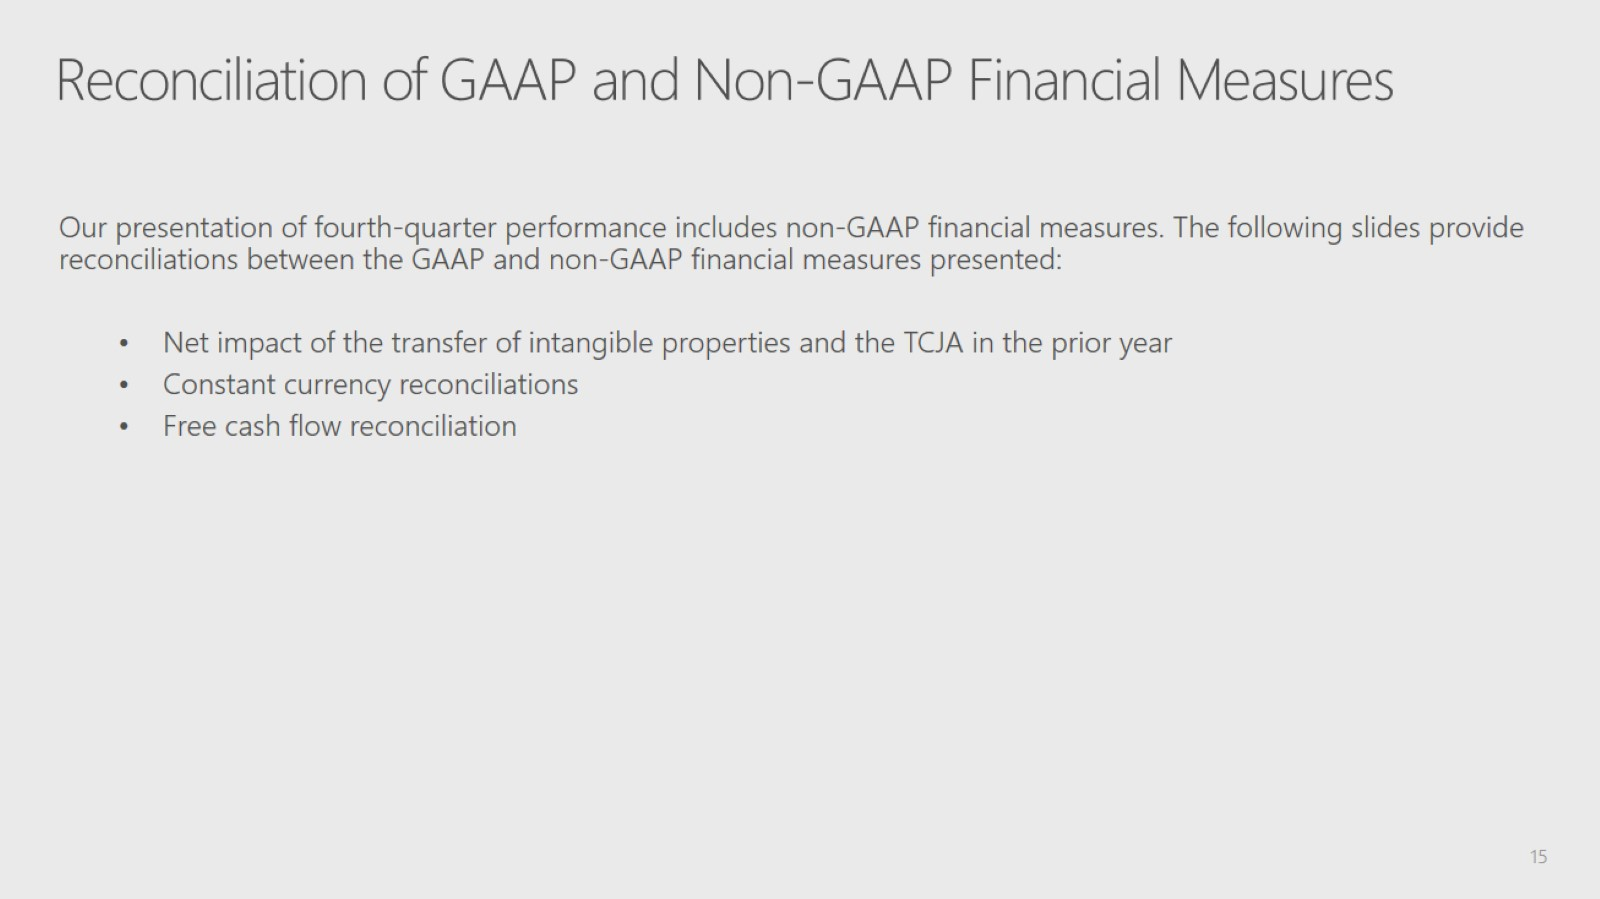 Reconciliation of GAAP and Non-GAAP Financial Measures
Our presentation of fourth-quarter performance includes non-GAAP financial measures. The following slides provide
reconciliations between the GAAP and non-GAAP financial measures presented:
• Net impact of the transfer of intangible properties and the TCJA in the prior year
• Constant currency reconciliations
• Free cash flow reconciliation
15